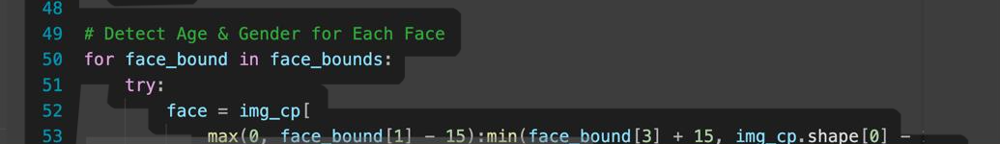 48
49 # Detect Age & Gender for Each Face
50 for face_bound in face_bounds:
51 try:
52 face = img_cp[
53 max(0, face_bound[1] - 15):min(face_bound[3] + 15, img_cp.shape[0] -